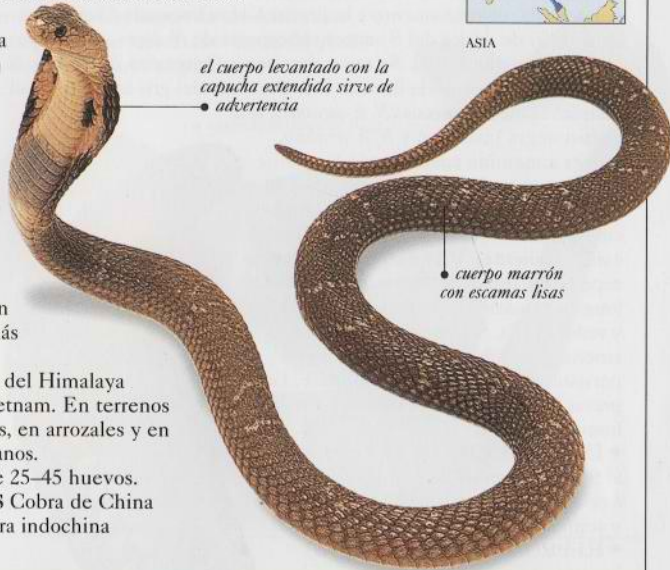 a
ASIA
el cuerpo levantado con la
capucha extendida sirve de
advertencia
cuerpo marrón
con escamas lisas
n
ás
del Himalaya
etnam. En terrenos
s, en arrozales y en
anos.
e 25–45 huevos.
S Cobra de China
ra indochina